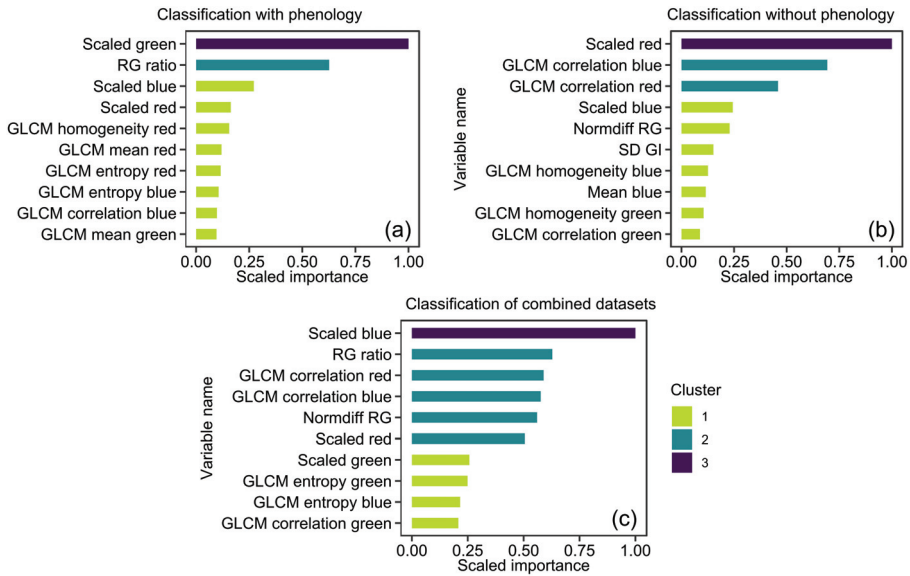 Classification with phenology
Scaled green
RG ratio
Scaled blue
Scaled red
GLCM homogeneity red
GLCM mean red
GLCM entropy red
GLCM entropy blue
GLCM correlation blue
GLCM mean green
(a)
0.00 0.25 0.50 0.75 1.00
Scaled importance
Classification without phenology
Variable name
Scaled red
GLCM correlation blue
GLCM correlation red
Scaled blue
Normdiff RG
SD GI
GLCM homogeneity blue
Mean blue
GLCM homogeneity green
GLCM correlation green
(b)
0.00 0.25 0.50 0.75 1.00
Scaled importance
Classification of combined datasets
Variable name
Scaled blue
RG ratio
GLCM correlation red
GLCM correlation blue
Normdiff RG
Scaled red
Scaled green
GLCM entropy green
GLCM entropy blue
GLCM correlation green
(c)
0.00 0.25 0.50 0.75 1.00
Scaled importance
Cluster
1
2
3